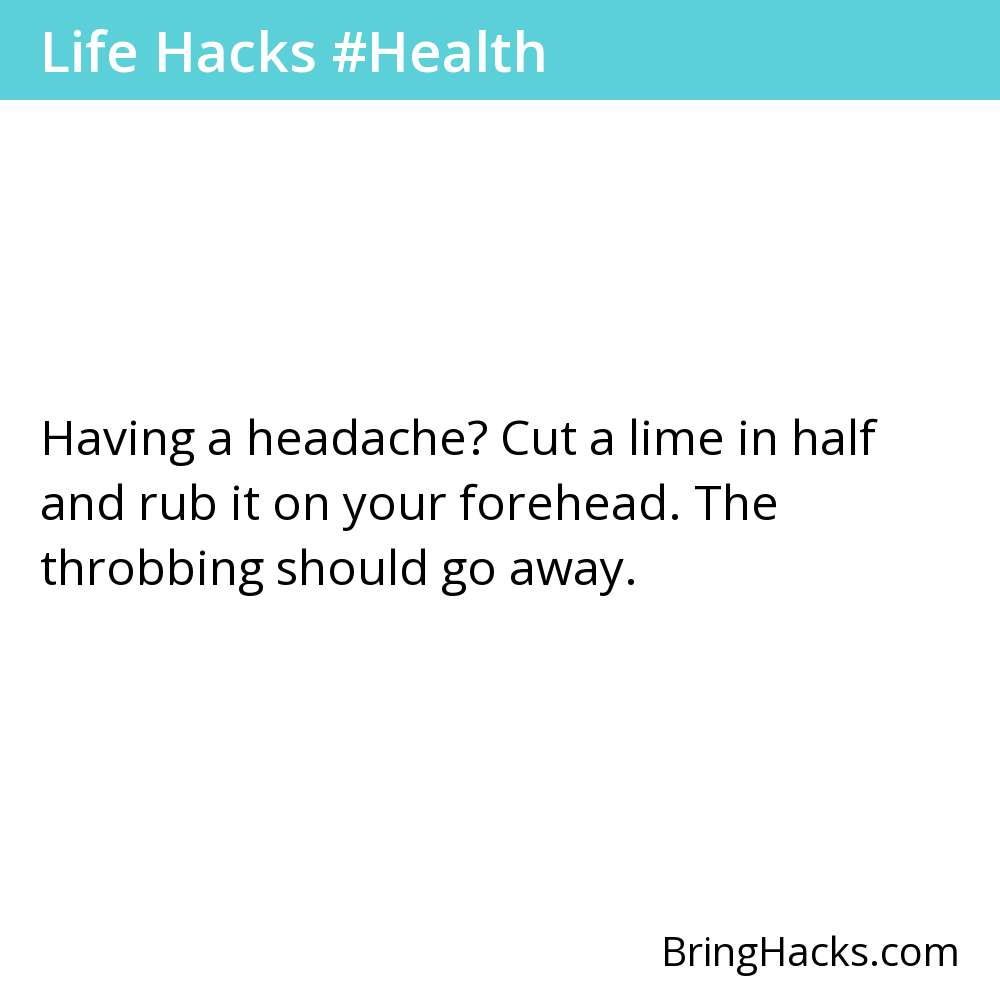 Life Hacks #Health
Having a headache? Cut a lime in half
and rub it on your forehead. The
throbbing should go away.
BringHacks.com